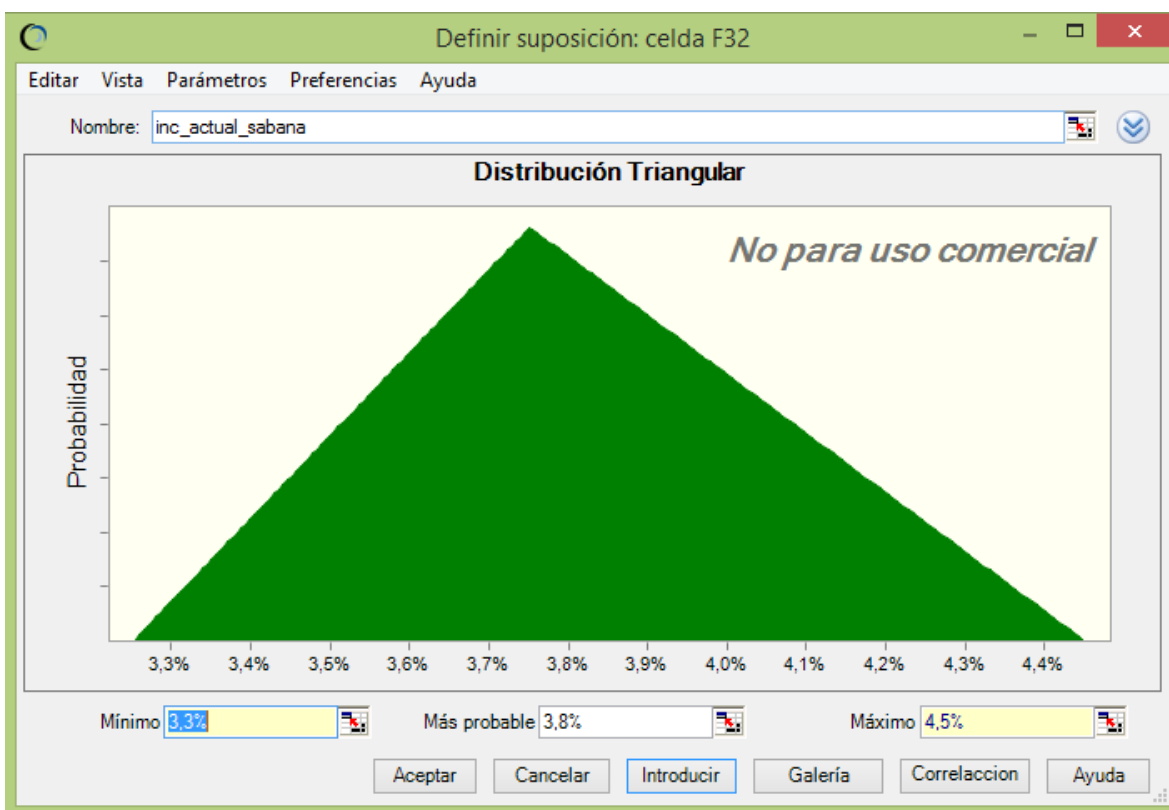 Definir suposición: celda F32
Editar Vista Parámetros Preferencias Ayuda
Nombre: inc_actual_sabana
Distribución Triangular
No para uso comercial
Probabilidad
3,3% 3,4% 3,5% 3,6% 3,7% 3,8% 3,9% 4,0% 4,1% 4,2% 4,3% 4,4%
Mínimo 3,3% Más probable 3,8% Máximo 4,5%
Aceptar Cancelar Introducir Galería Correlaccion Ayuda